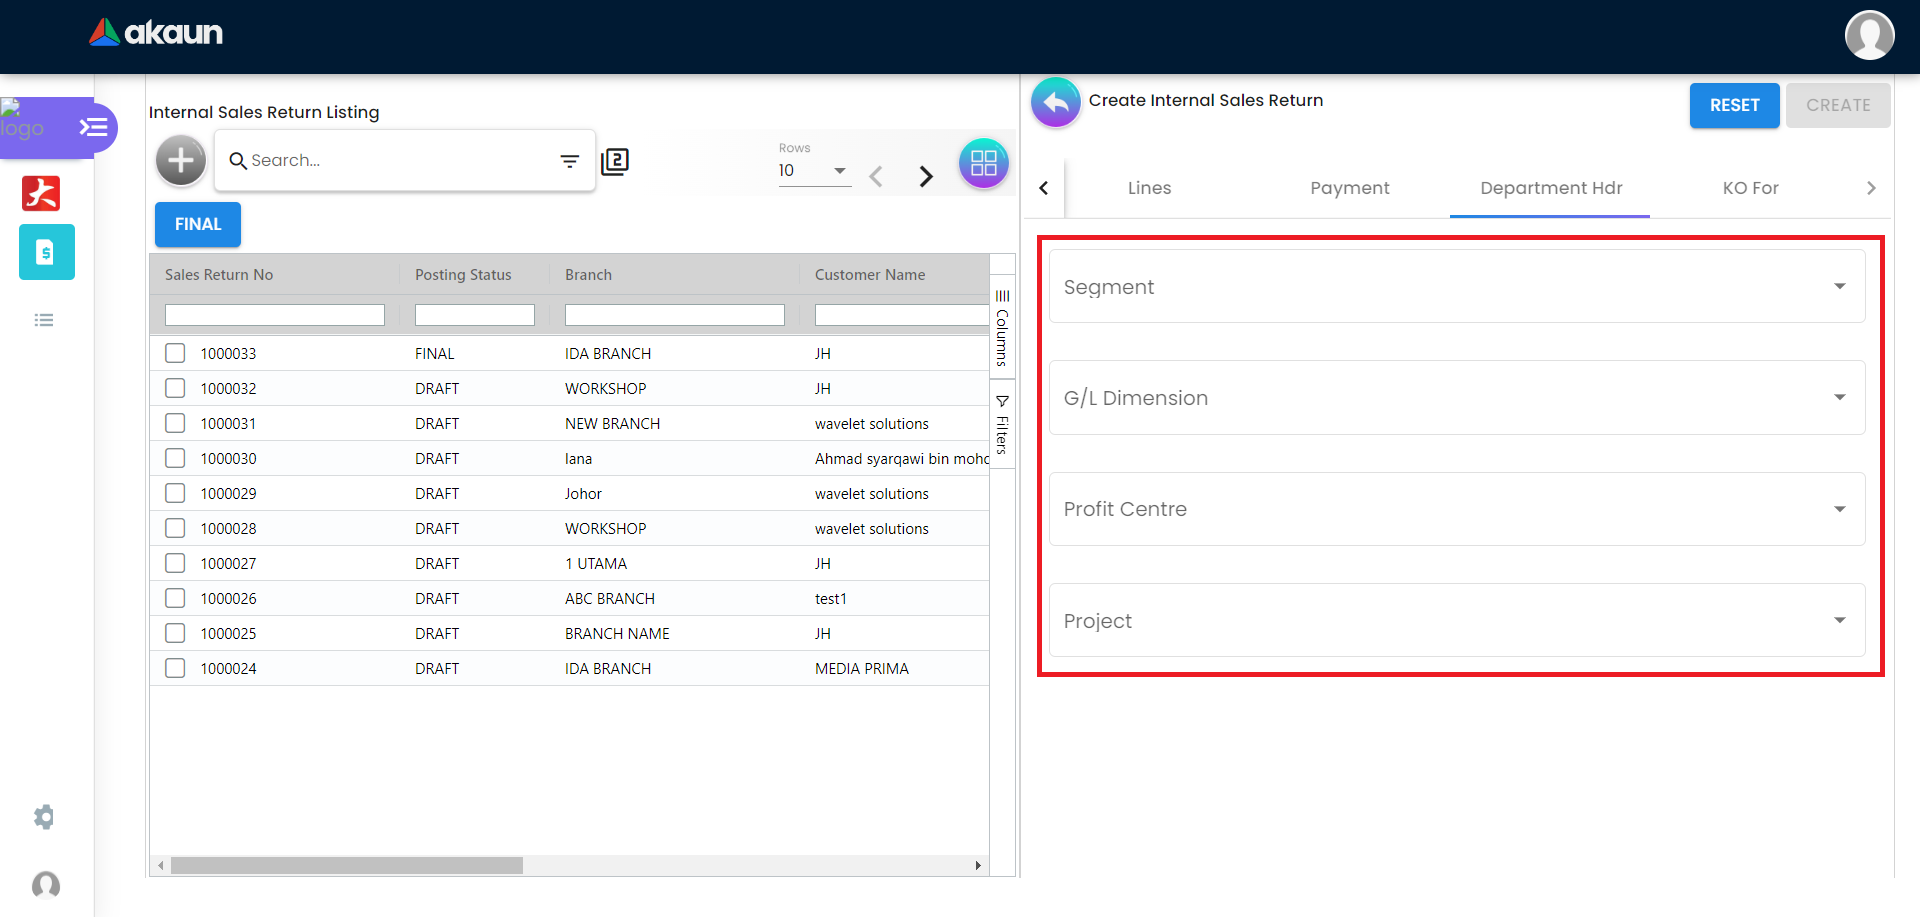 akaun
logo
Internal Sales Return Listing
Search...
2
Rows
10
FINAL
Sales Return No Posting Status Branch Customer Name
1000033 FINAL IDA BRANCH JH
1000032 DRAFT WORKSHOP JH
1000031 DRAFT NEW BRANCH wavelet solutions
1000030 DRAFT lana Ahmad syarqawi bin moho
1000029 DRAFT Johor wavelet solutions
1000028 DRAFT WORKSHOP wavelet solutions
1000027 DRAFT 1 UTAMA JH
1000026 DRAFT ABC BRANCH test1
1000025 DRAFT BRANCH NAME JH
1000024 DRAFT IDA BRANCH MEDIA PRIMA
Columns
Filters
Create Internal Sales Return
RESET CREATE
Lines Payment Department Hdr KO For
Segment
G/L Dimension
Profit Centre
Project